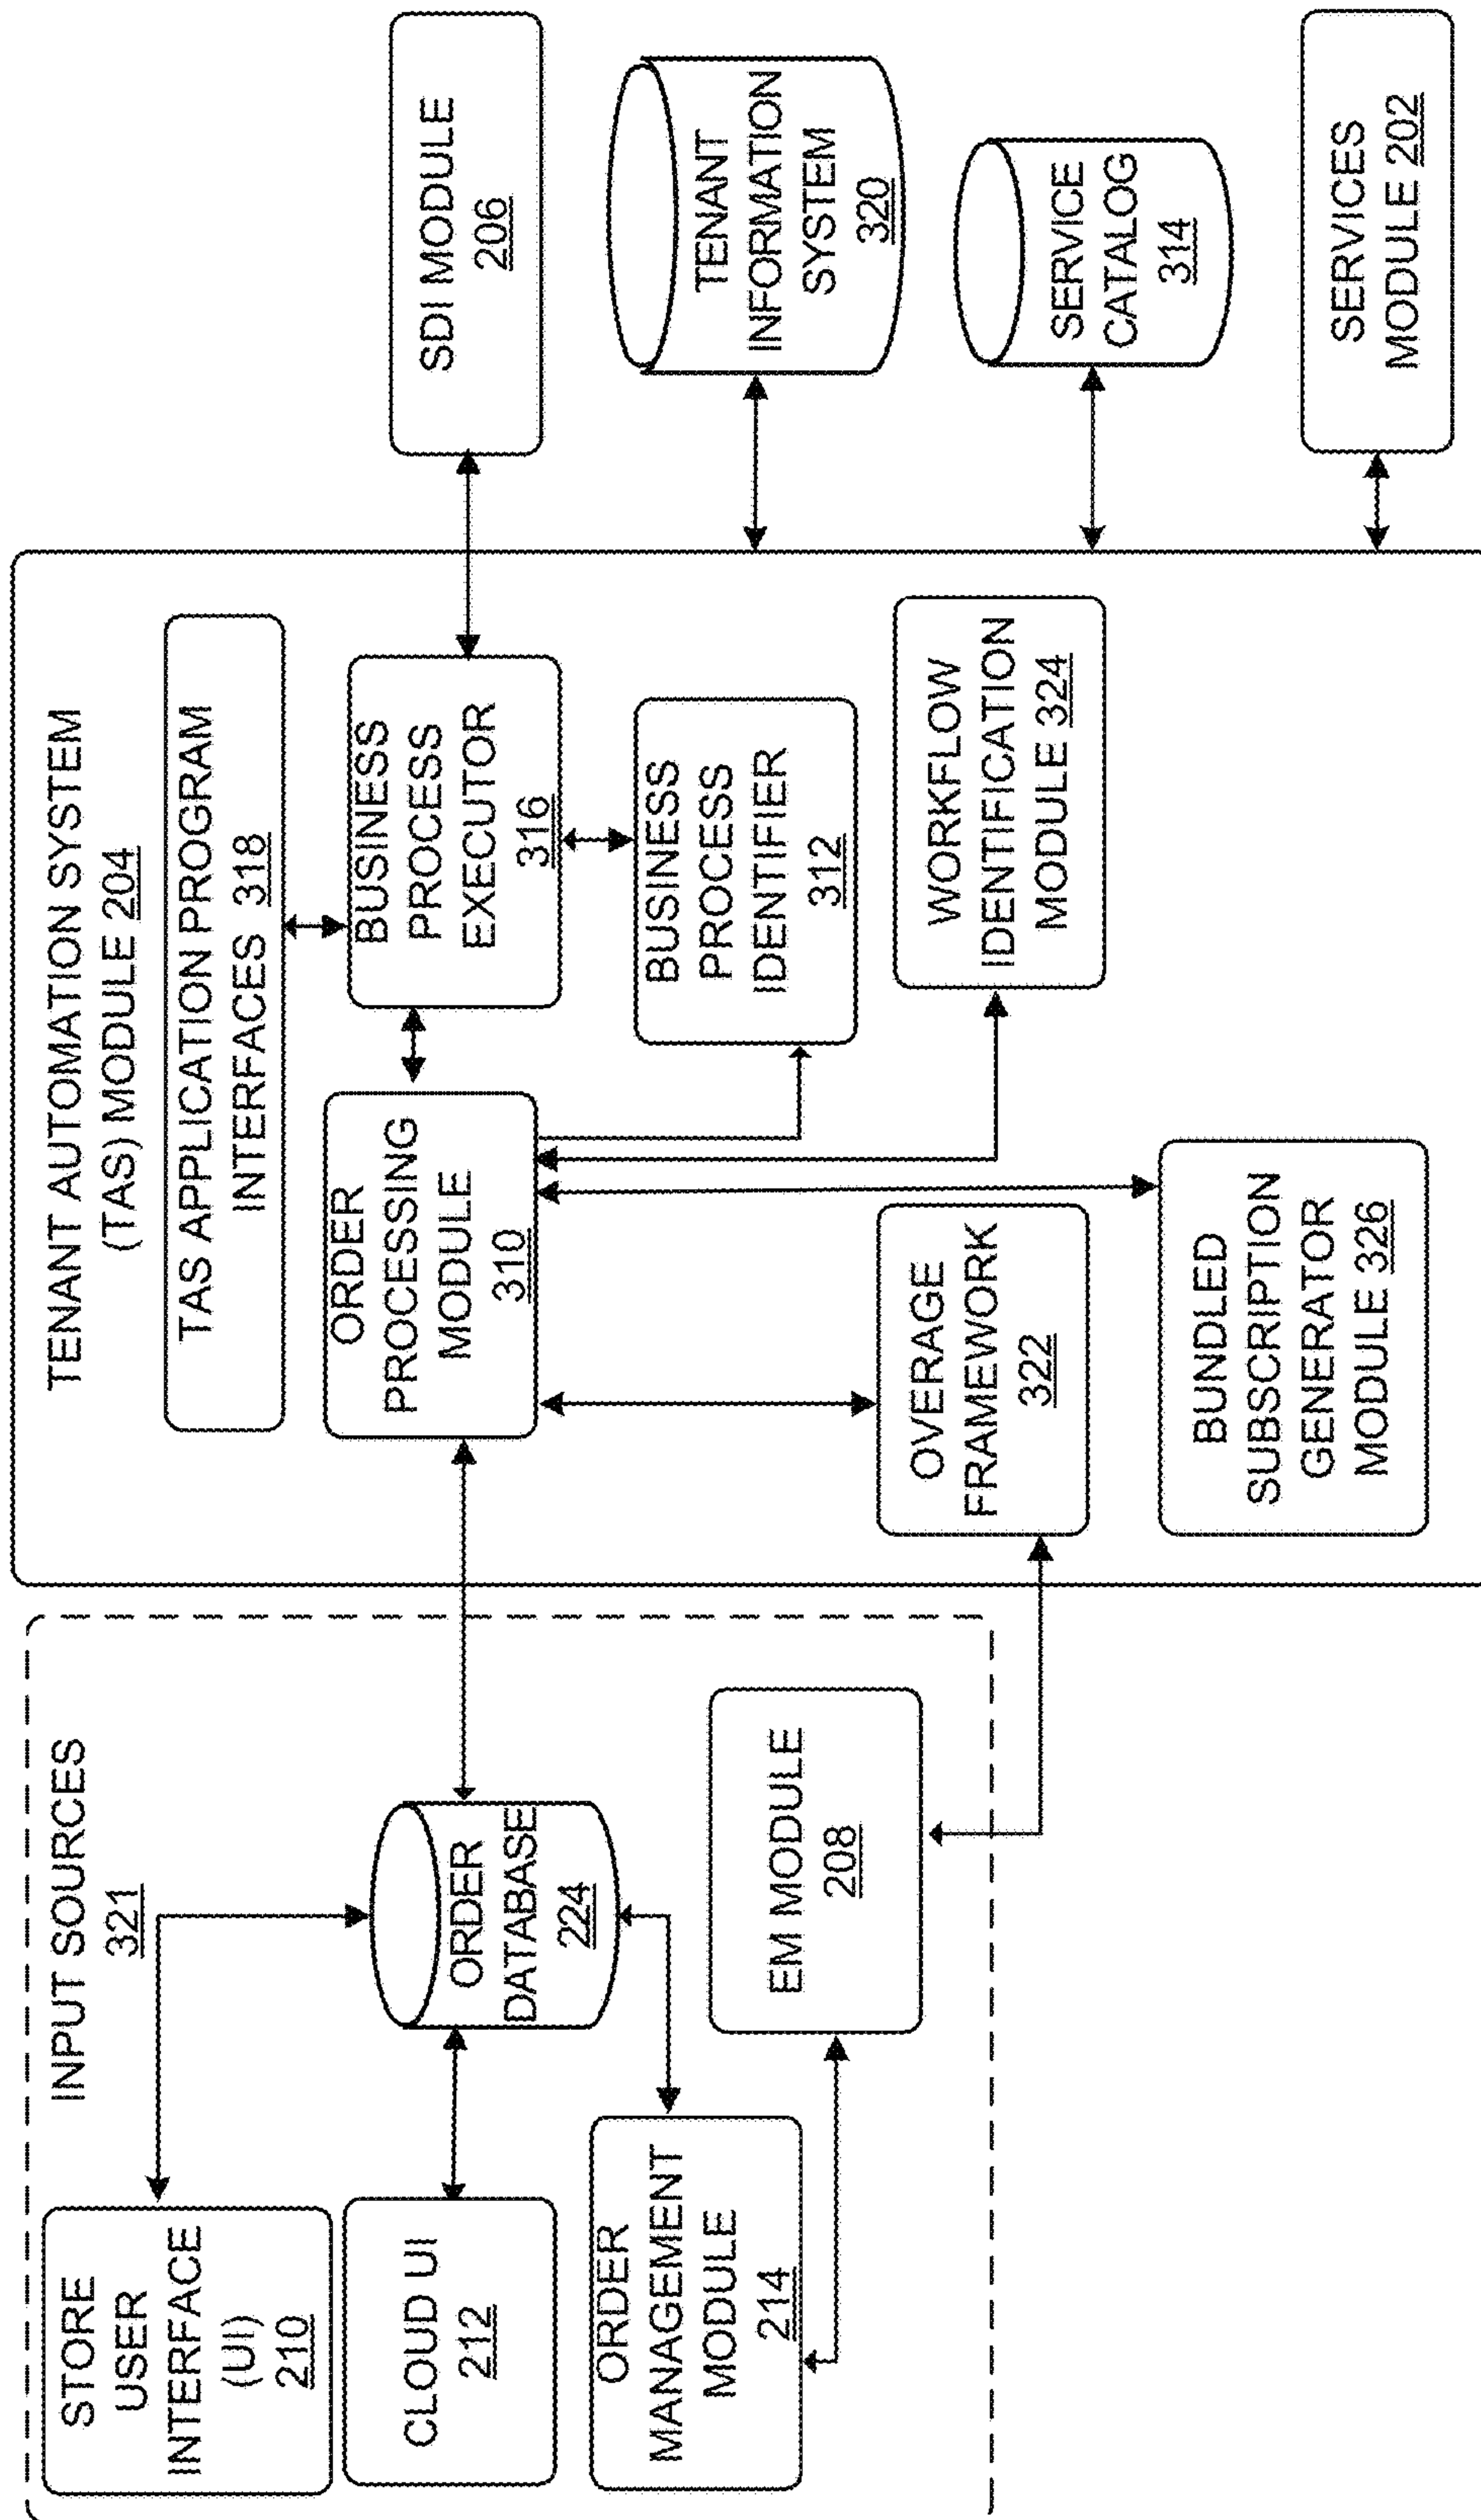 INPUT SOURCES
321
STORE
USER
INTERFACE
(UI)
210
CLOUD UI
212
ORDER
MANAGEMENT
MODULE
214
ORDER
DATABASE
224
EM MODULE
208
TENANT AUTOMATION SYSTEM
(TAS) MODULE 204
TAS APPLICATION PROGRAM
INTERFACES 318
ORDER
PROCESSING
MODULE
310
BUSINESS
PROCESS
EXECUTOR
316
BUSINESS
PROCESS
IDENTIFIER
312
WORKFLOW
IDENTIFICATION
MODULE 324
OVERAGE
FRAMEWORK
322
BUNDLED
SUBSCRIPTION
GENERATOR
MODULE 326
SDI MODULE
206
TENANT
INFORMATION
SYSTEM
320
SERVICE
CATALOG
314
SERVICES
MODULE 202